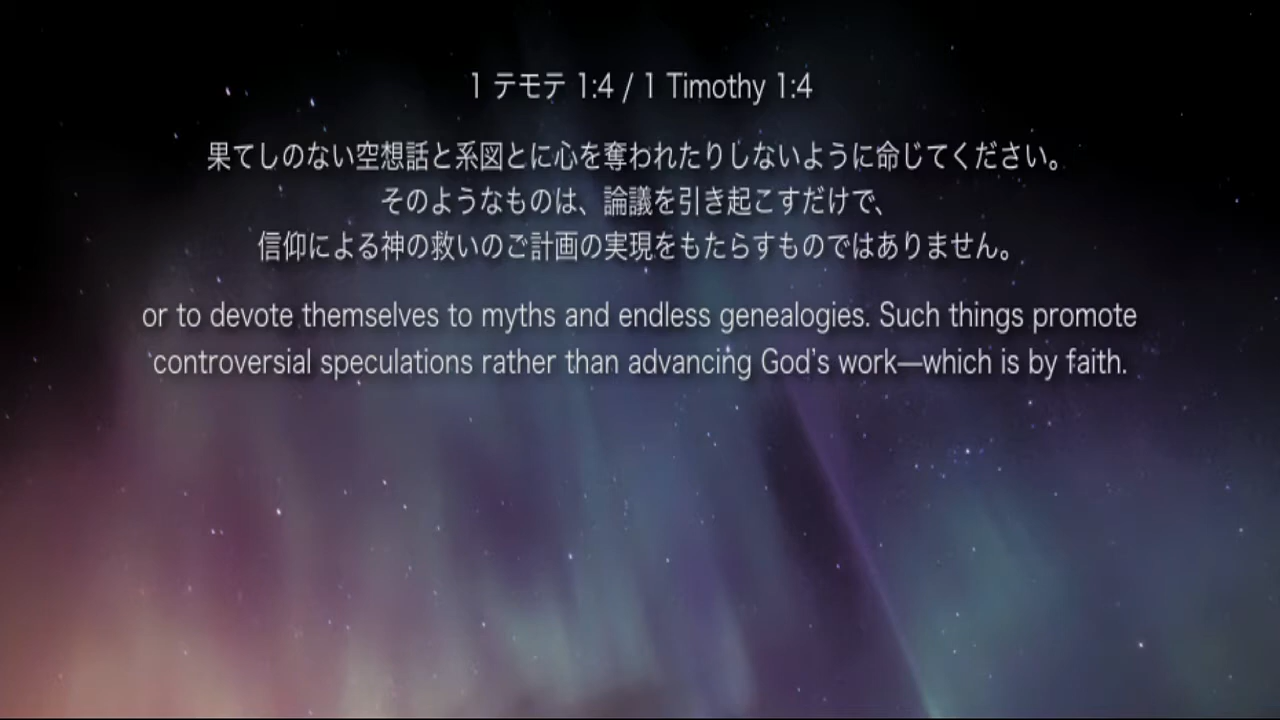 1 テモテ 1:4 / 1 Timothy 1:4
果てしのない空想話と系図とに心を奪われたりしないように命じてください。
そのようなものは、論議を引き起こすだけで、
信仰による神の救いのご計画の実現をもたらすものではありません。
or to devote themselves to myths and endless genealogies. Such things promote
controversial speculations rather than advancing God's work—which is by faith.